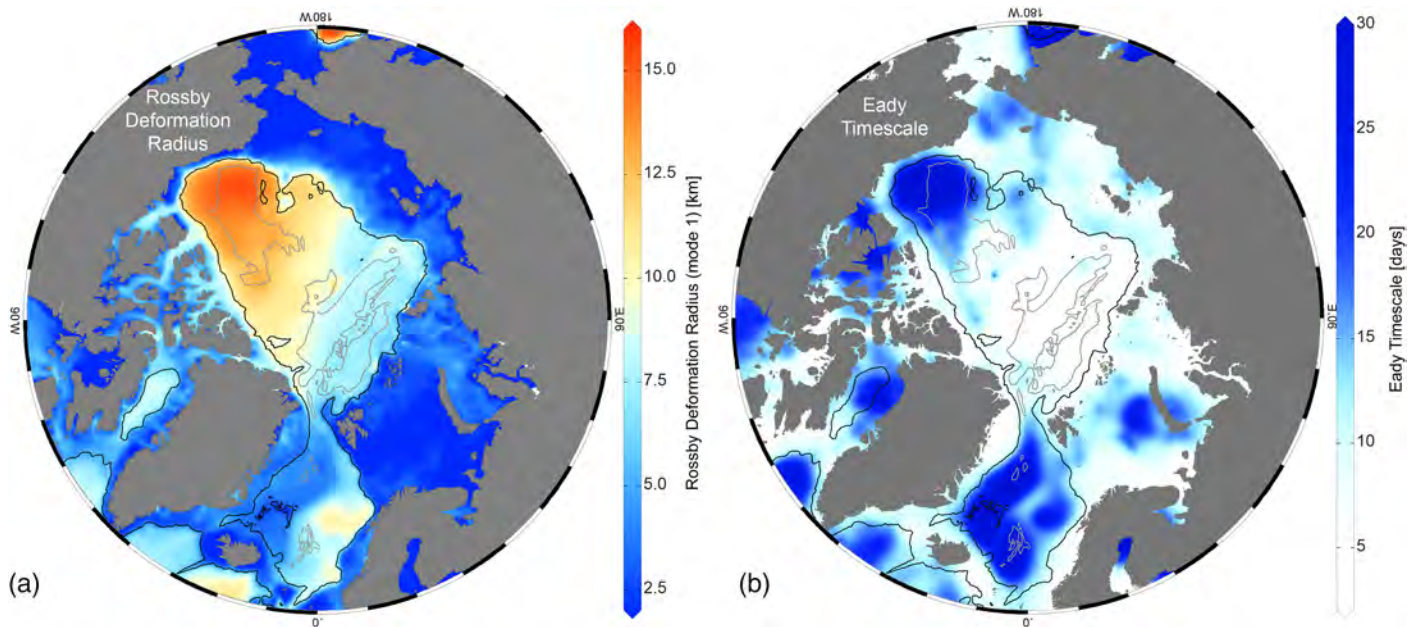 180°W
Rossby
Deformation
Radius
90°W
90°E
0°
(a)
15.0
12.5
10.0
7.5
5.0
2.5
Rossby Deformation Radius (mode 1) [km]
180°W
Eady
Timescale
90°W
90°E
0°
(b)
30
25
20
15
10
5
Eady Timescale [days]